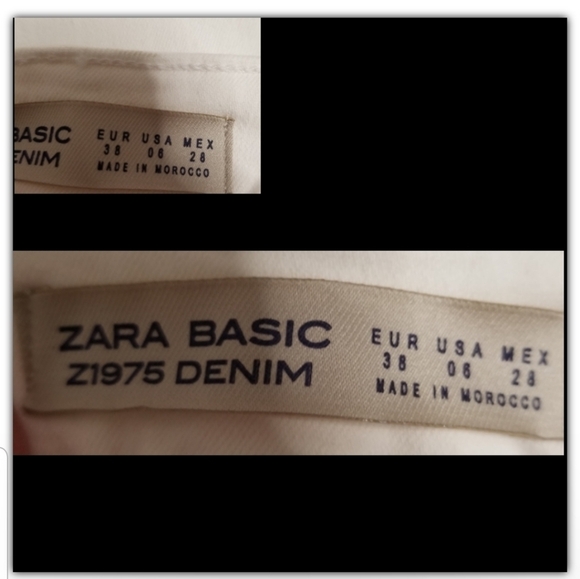 BASIC
ENIM
EUR USA MEX
38 06 28
MADE IN MOROCCO
ZARA BASIC
Z1975 DENIM
EUR USA MEX
38 06 28
MADE IN MOROCCO